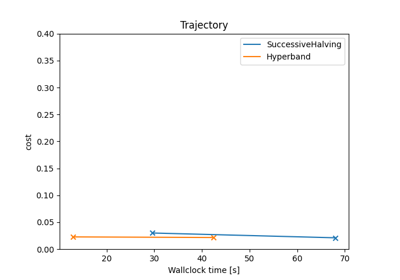 Trajectory
SuccessiveHalving
Hyperband
0.40
0.35
0.30
0.25
0.20
0.15
0.10
0.05
0.00
cost
20 30 40 50 60 70
Wallclock time [s]